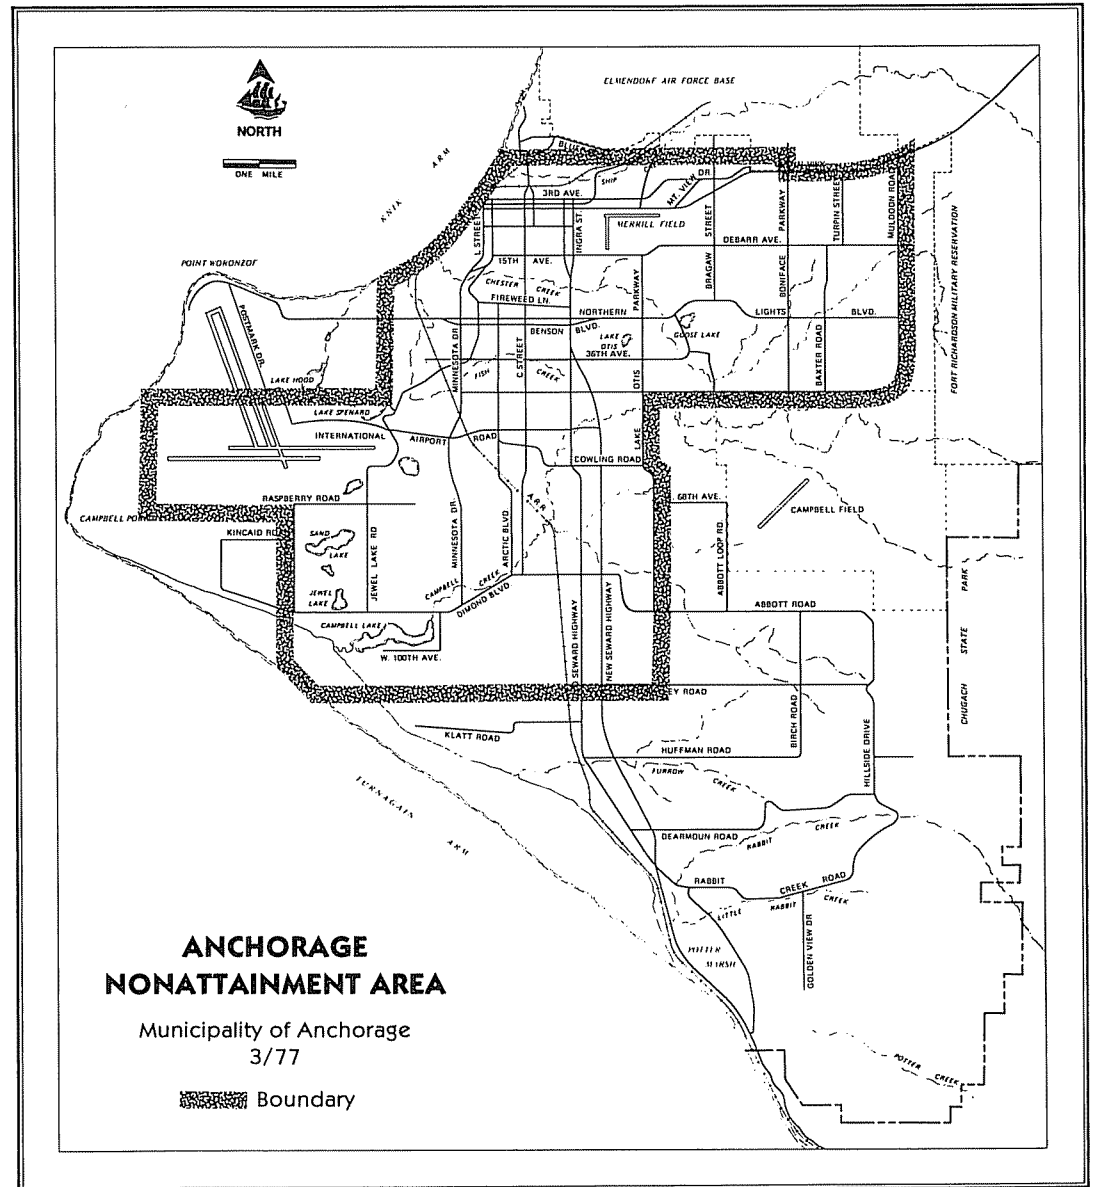 NORTH
ONE MILE
ELMENDORF AIR FORCE BASE
KNIK ARM
SHIP
3RD AVE.
MT. VIEW DR.
L STREET
INGRA ST.
MERRILL FIELD
STREET
BRAGAW
PARKWAY
BONIFACE
TURPIN STREET
MULDOON ROAD
DEBARR AVE.
15TH AVE.
CHESTER CREEK
FIREWEED LN.
PARKWAY
NORTHERN LIGHTS BLVD.
BENSON BLVD.
LAKE OTIS
GOOSE LAKE
36TH AVE.
BAXTER ROAD
FORT RICHARDSON MILITARY RESERVATION
POINT WORONZOF
POSTMARK DR.
MINNESOTA DR
C STREET
FISH CREEK
OTIS
LAKE
LAKE HOOD
LAKE SPENARD
INTERNATIONAL AIRPORT ROAD
DOWLING ROAD
RASPBERRY ROAD
68TH AVE.
CAMPBELL FIELD
CAMPBELL PO
KINCAID RD
SAND LAKE
JEWEL LAKE RD
MINNESOTA DR.
ARCTIC BLVD
A.R.R.
ABBOTT LOOP RD.
JEWEL LAKE
CAMPBELL CREEK
DIMOND BLVD
ABBOTT ROAD
CAMPBELL LAKE
W. 100TH AVE.
D SEWARD HIGHWAY
NEW SEWARD HIGHWAY
CHUGACH STATE PARK
EY ROAD
BIRCH ROAD
KLATT ROAD
HUFFMAN ROAD
HILLSIDE DRIVE
FURROW CREEK
TURNAGAIN ARM
DEARMOUN ROAD
RABBIT CREEK
RABBIT CREEK ROAD
LITTLE RABBIT CREEK
GOLDEN VIEW DR
POTTER MARSH
POTTER CREEK
ANCHORAGE
NONATTAINMENT AREA
Municipality of Anchorage
3/77
Boundary